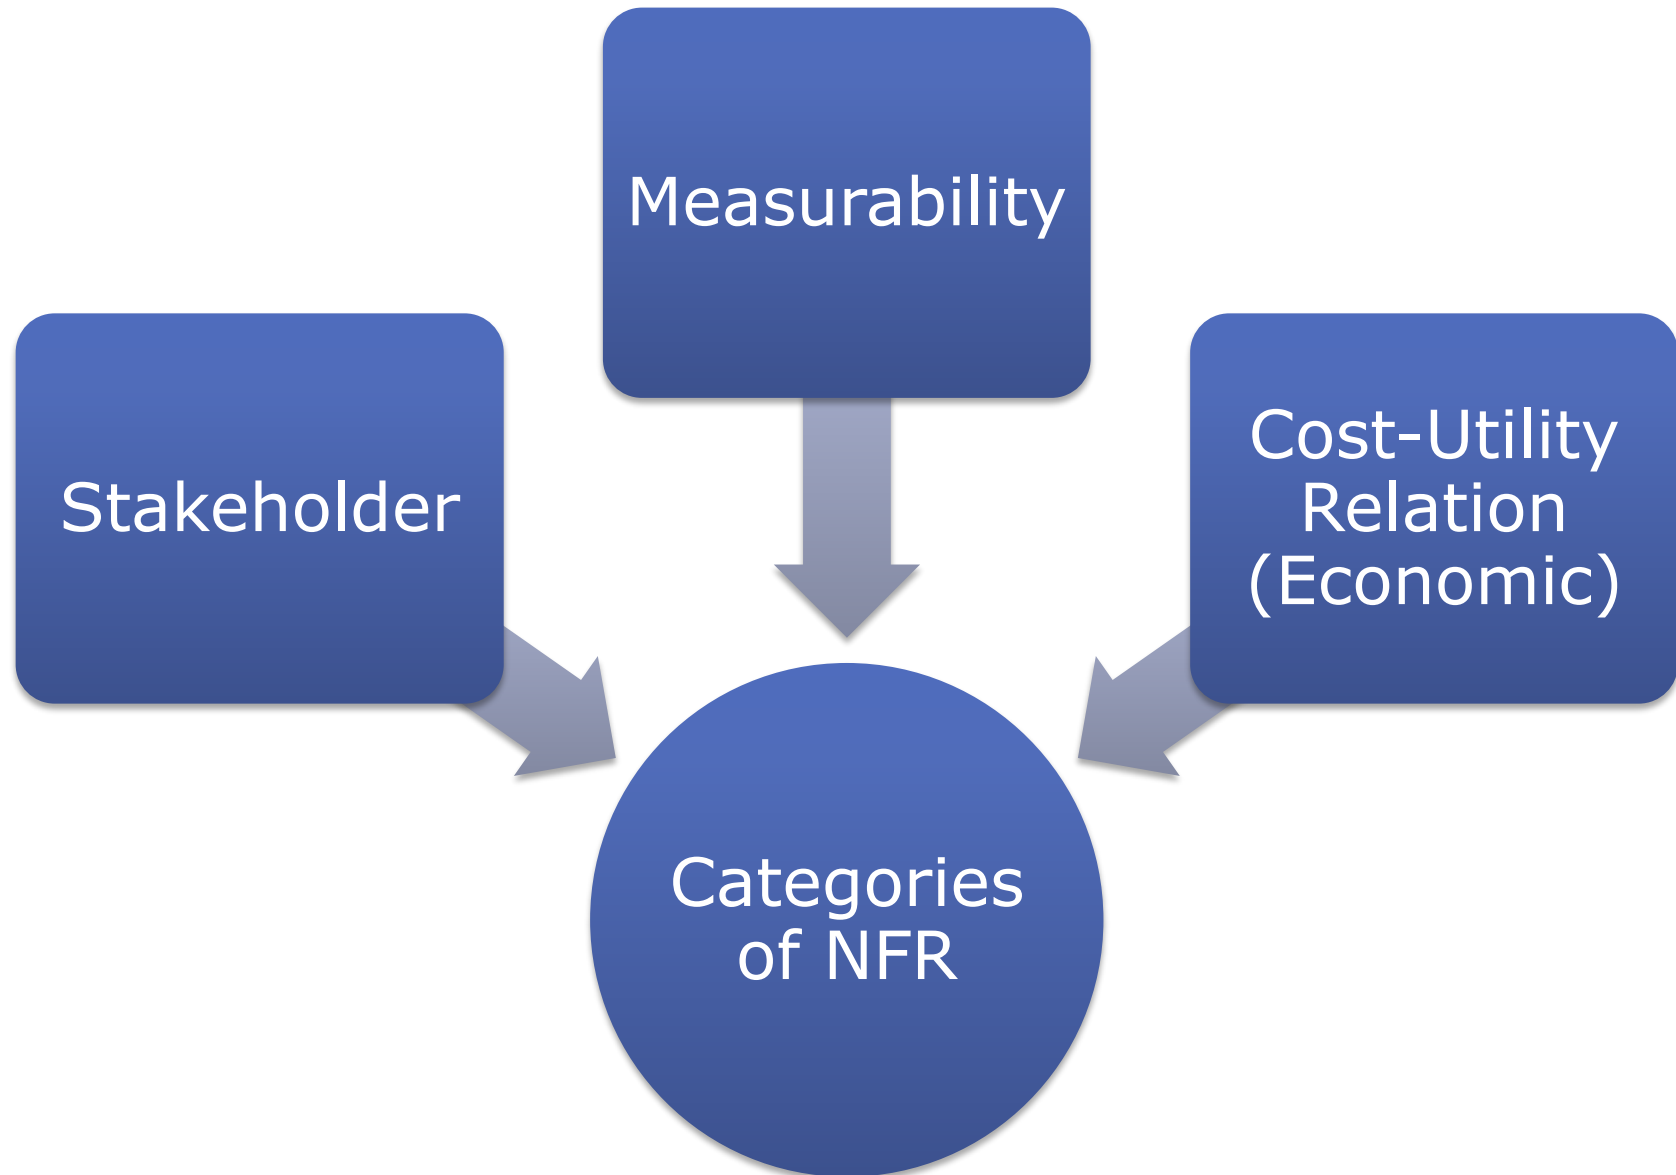 Measurability
Stakeholder
Cost-Utility
Relation
(Economic)
Categories
of NFR